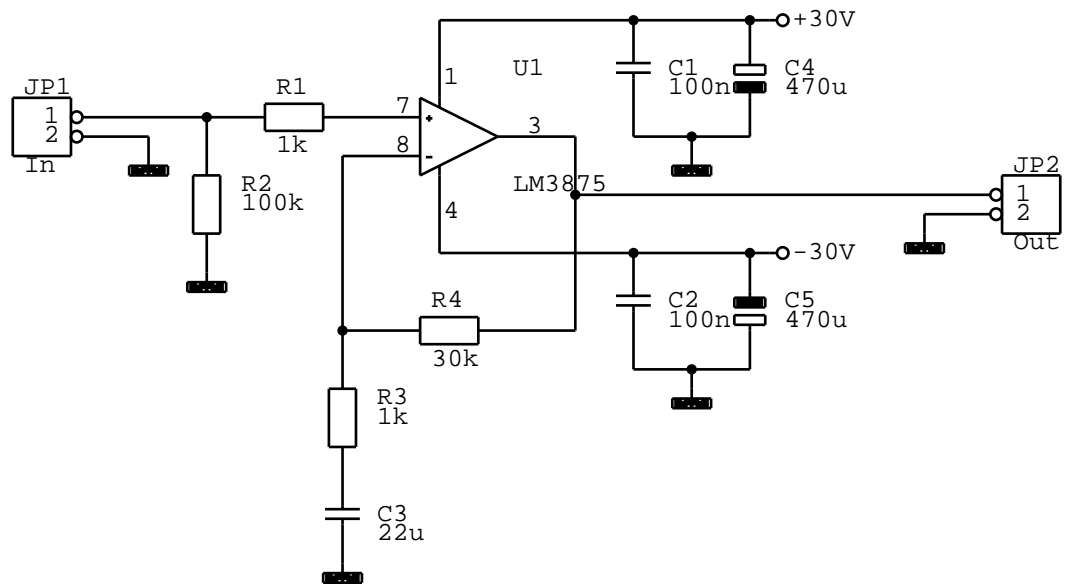 +30V
U1
1
C1
100n
C4
470u
JP1
1
2
In
R1
1k
7
8
+
-
3
R2
100k
LM3875
4
JP2
1
2
Out
-30V
R4
30k
C2
100n
C5
470u
R3
1k
C3
22u